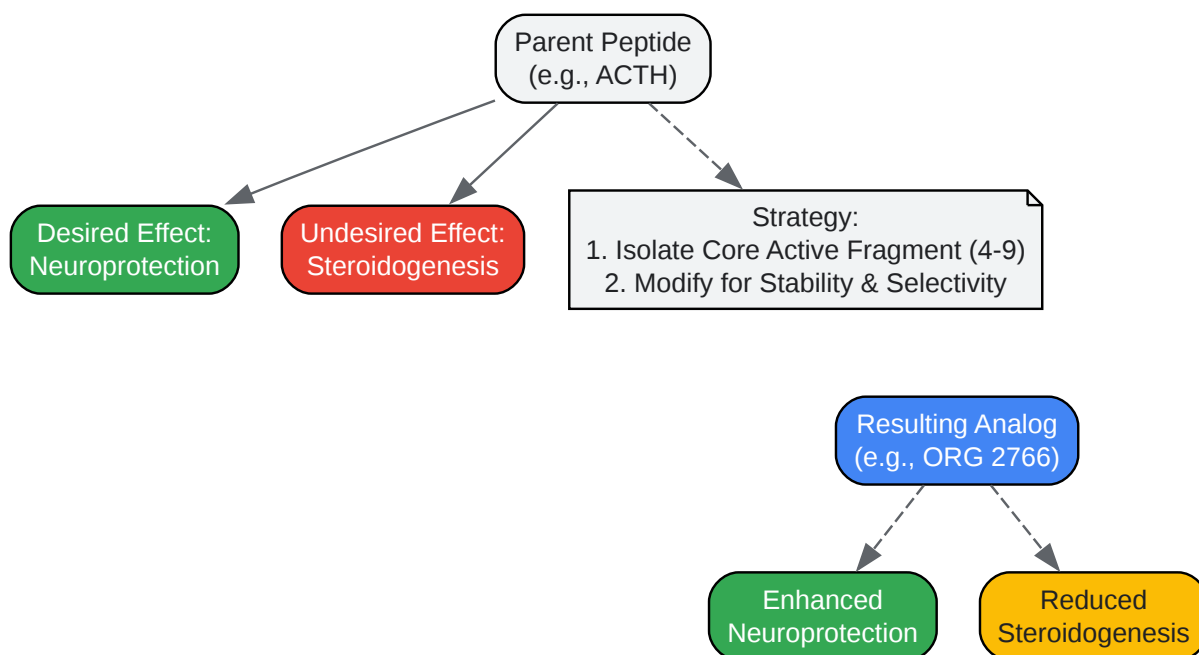 Parent Peptide
(e.g., ACTH)
Desired Effect:
Neuroprotection
Undesired Effect:
Steroidogenesis
Strategy:
1. Isolate Core Active Fragment (4-9)
2. Modify for Stability & Selectivity
Resulting Analog
(e.g., ORG 2766)
Enhanced
Neuroprotection
Reduced
Steroidogenesis